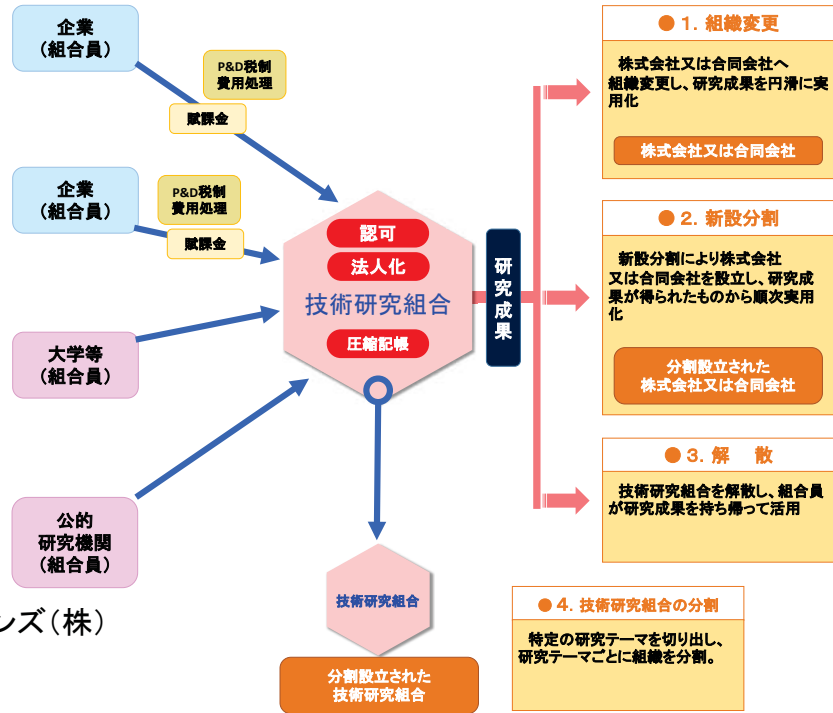 企業
(組合員)
P&D税制
費用処理
賦課金
企業
(組合員)
P&D税制
費用処理
賦課金
大学等
(組合員)
公的
研究機関
(組合員)
ンズ(株)
認可
法人化
技術研究組合
圧縮記帳
研究成果
技術研究組合
分割設立された
技術研究組合
● 1. 組織変更
株式会社又は合同会社へ
組織変更し、研究成果を円滑に実
用化
株式会社又は合同会社
● 2. 新設分割
新設分割により株式会社
又は合同会社を設立し、研究成
果が得られたものから順次実用
化
分割設立された
株式会社又は合同会社
● 3. 解 散
技術研究組合を解散し、組合員
が研究成果を持ち帰って活用
● 4. 技術研究組合の分割
特定の研究テーマを切り出し、
研究テーマごとに組織を分割。